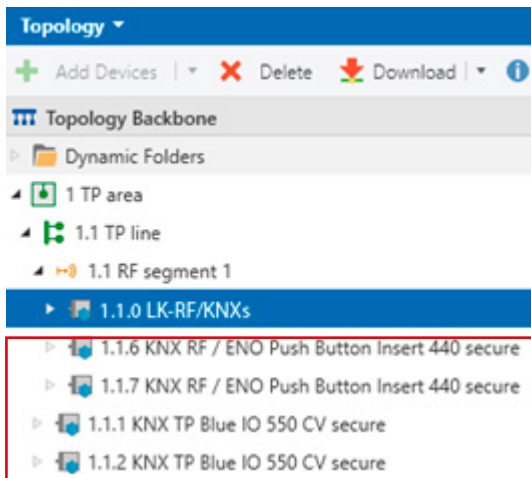 Topology
Add Devices Delete Download
Topology Backbone
Dynamic Folders
1 TP area
1.1 TP line
1.1 RF segment 1
1.1.0 LK-RF/KNXs
1.1.6 KNX RF / ENO Push Button Insert 440 secure
1.1.7 KNX RF / ENO Push Button Insert 440 secure
1.1.1 KNX TP Blue IO 550 CV secure
1.1.2 KNX TP Blue IO 550 CV secure